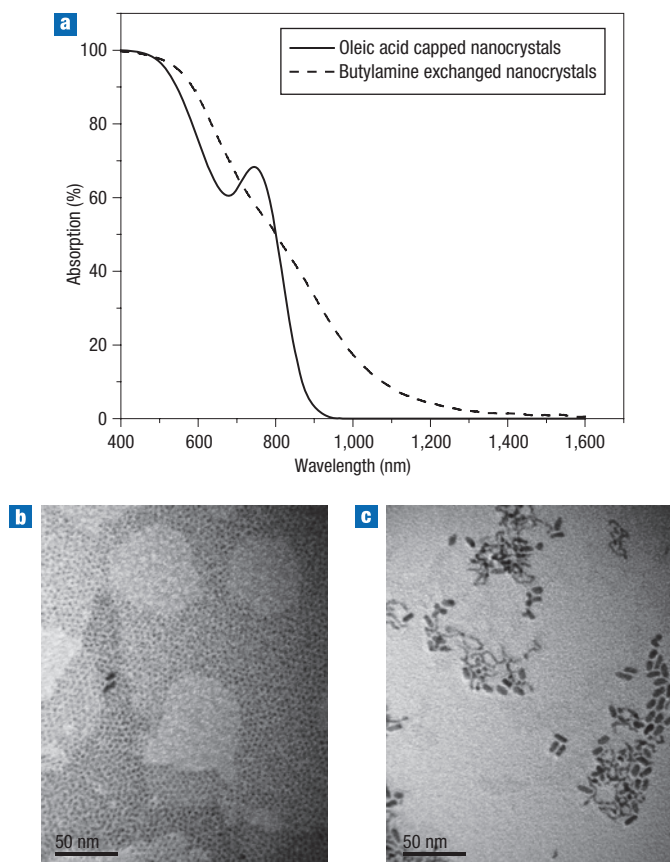 a
Oleic acid capped nanocrystals
Butylamine exchanged nanocrystals
100
80
60
40
20
0
Absorption (%)
400
600
800
1,000
1,200
1,400
1,600
Wavelength (nm)
b
c
50 nm
50 nm